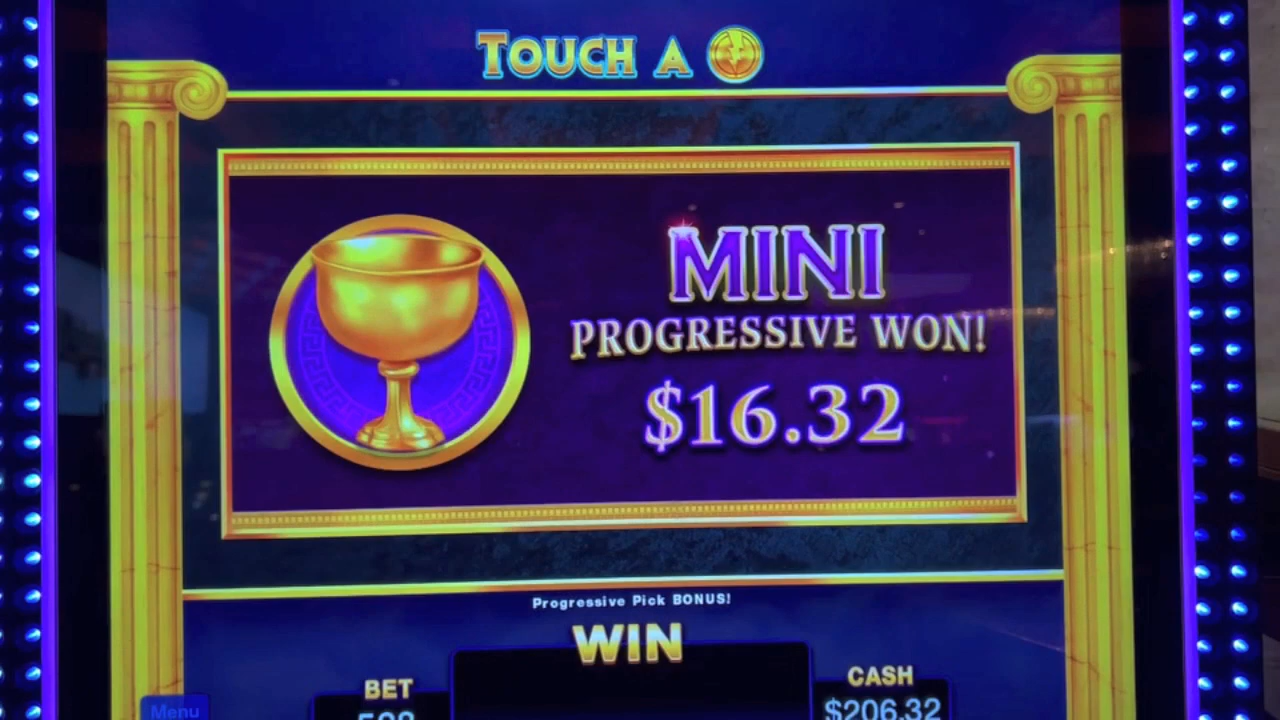 TOUCH A
MINI
PROGRESSIVE WON!
$16.32
Progressive Pick BONUS!
WIN
BET
CASH
$206.32
Menu